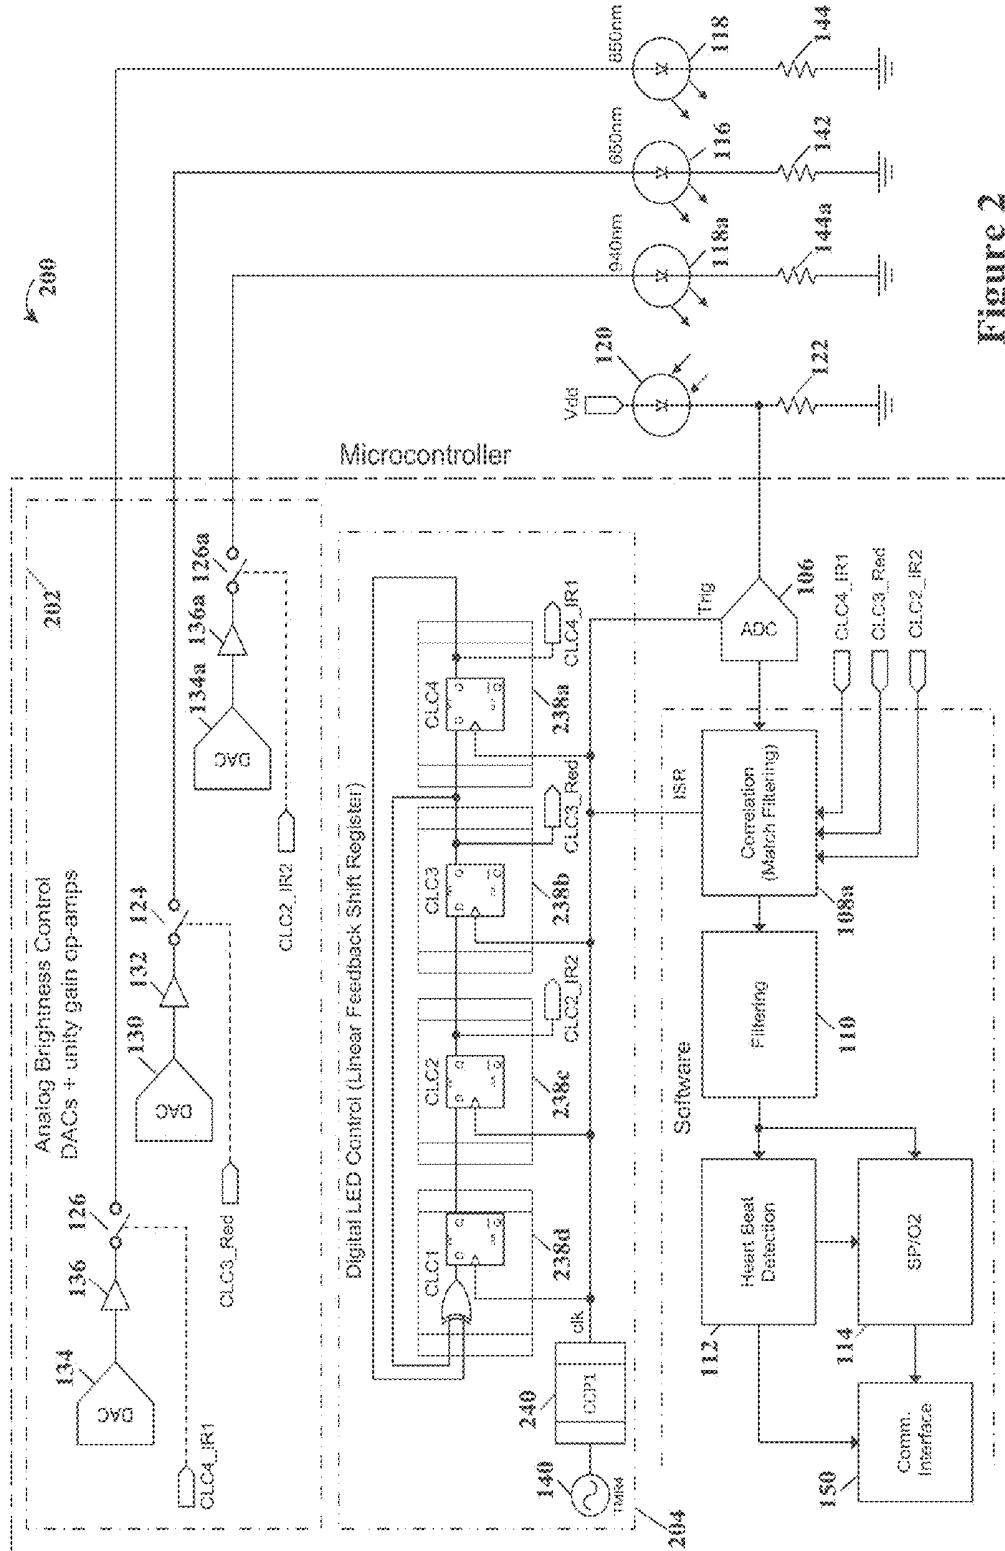 200
202
Analog Brightness Control
DACs + unity gain op-amps
134
DAC
136
126
CLC4_IR1
130
DAC
132
124
CLC3_Red
134a
DAC
136a
126a
CLC2_IR2
Microcontroller
Digital LED Control (Linear Feedback Shift Register)
CLC1
238d
CLC2
238c
CLC2_IR2
CLC3
238b
CLC3_Red
CLC4
238a
CLC4_IR1
140
TMR4
240
CCP1
clk
204
Trig
ADC
106
ISR
CLC4_IR1
CLC3_Red
CLC2_IR2
Software
Correlation
(Match Filtering)
108a
Filtering
110
Heart Beat
Detection
112
SP/O2
114
Comm.
Interface
150
Vdd
120
122
940nm
118a
144a
650nm
116
142
850nm
118
144
Figure 2